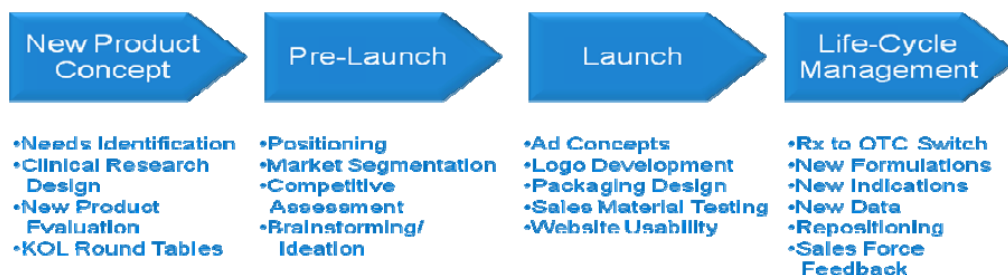 New Product
Concept
•Needs Identification
•Clinical Research
Design
•New Product
Evaluation
•KOL Round Tables
Pre-Launch
•Positioning
•Market Segmentation
•Competitive
Assessment
•Brainstorming/
Ideation
Launch
•Ad Concepts
•Logo Development
•Packaging Design
•Sales Material Testing
•Website Usability
Life-Cycle
Management
•Rx to OTC Switch
•New Formulations
•New Indications
•New Data
•Repositioning
•Sales Force
Feedback